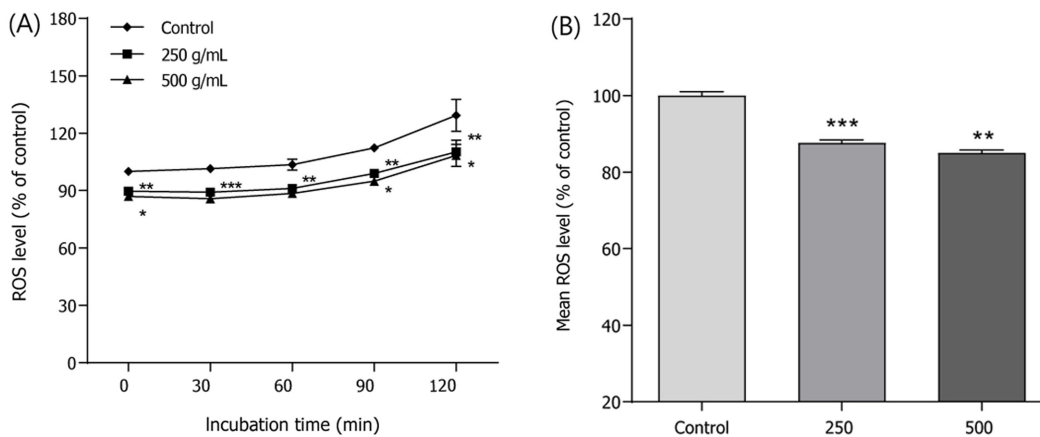 (A)
ROS level (% of control)
180
150
120
90
60
30
0
Control
250 g/mL
500 g/mL
**
*
***
**
**
*
**
*
0 30 60 90 120
Incubation time (min)
(B)
Mean ROS level (% of control)
120
100
80
60
40
20
***
**
Control 250 500